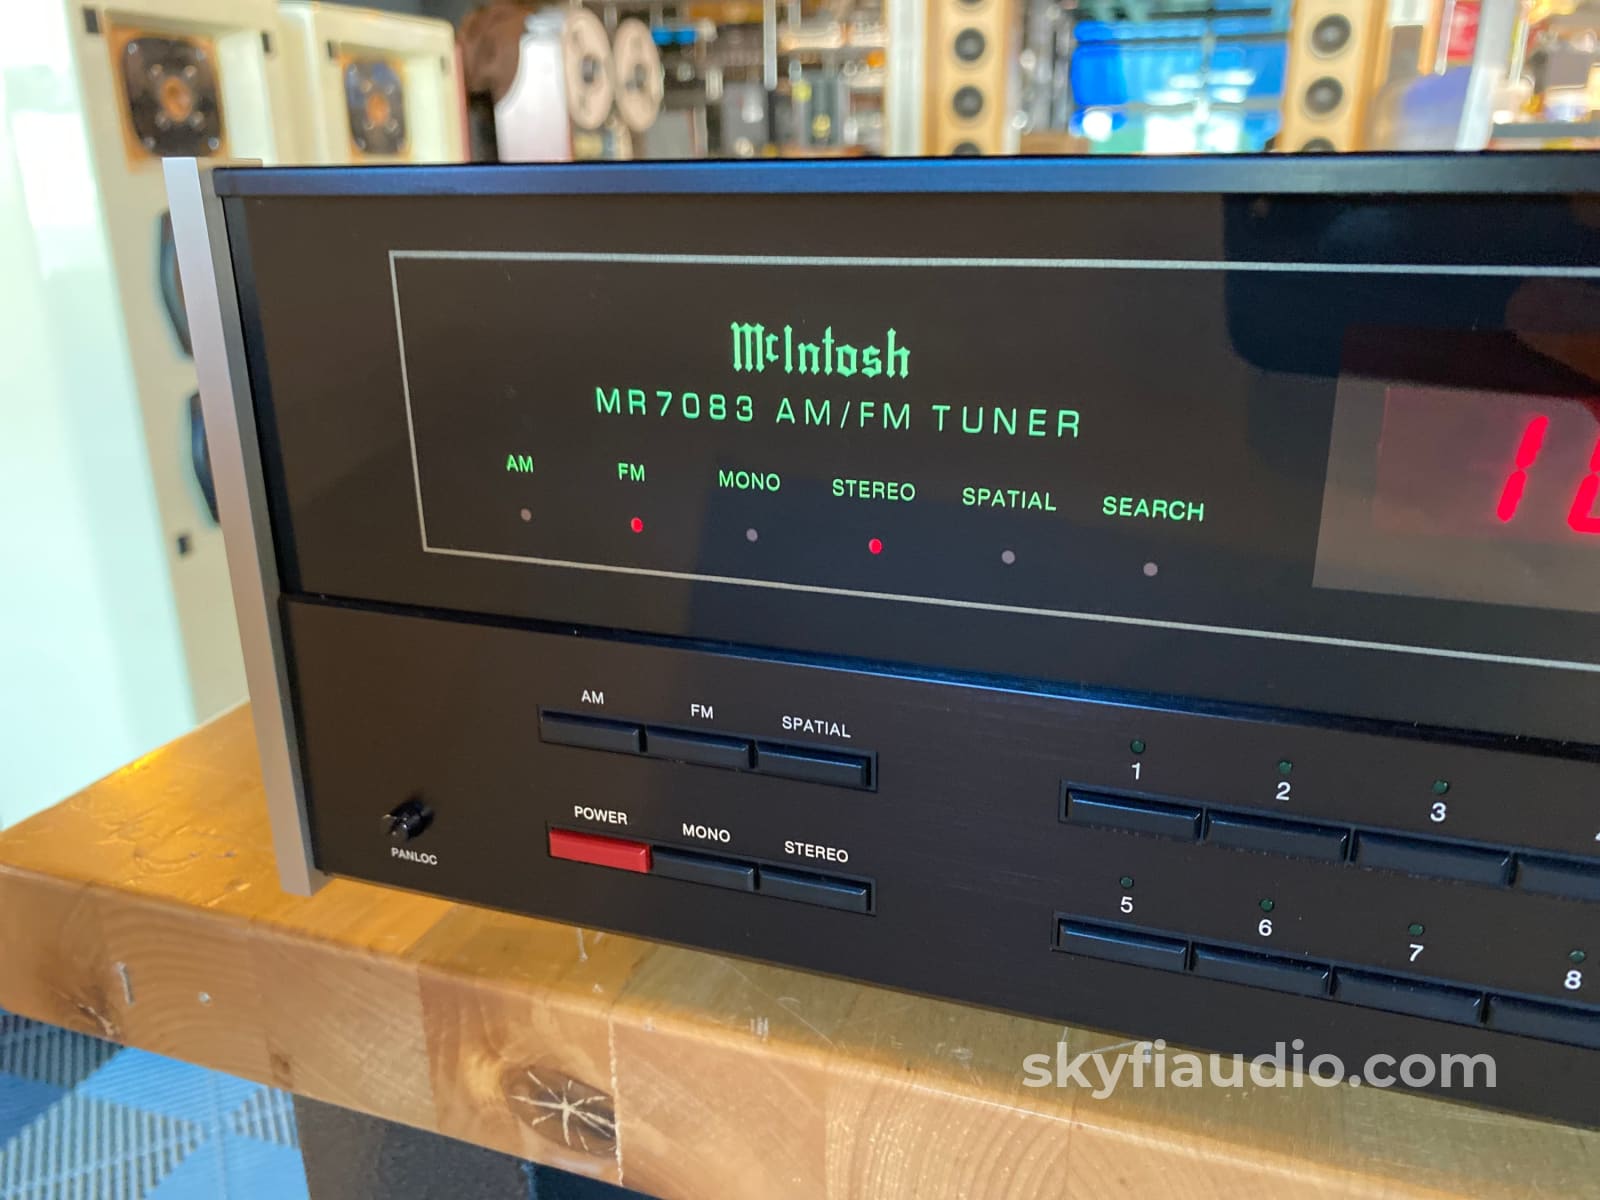 McIntosh
MR7083 AM/FM TUNER
AM FM MONO STEREO SPATIAL SEARCH
AM FM SPATIAL
1 2 3
POWER MONO STEREO
PANLOC
5 6 7 8
skyfiaudio.com